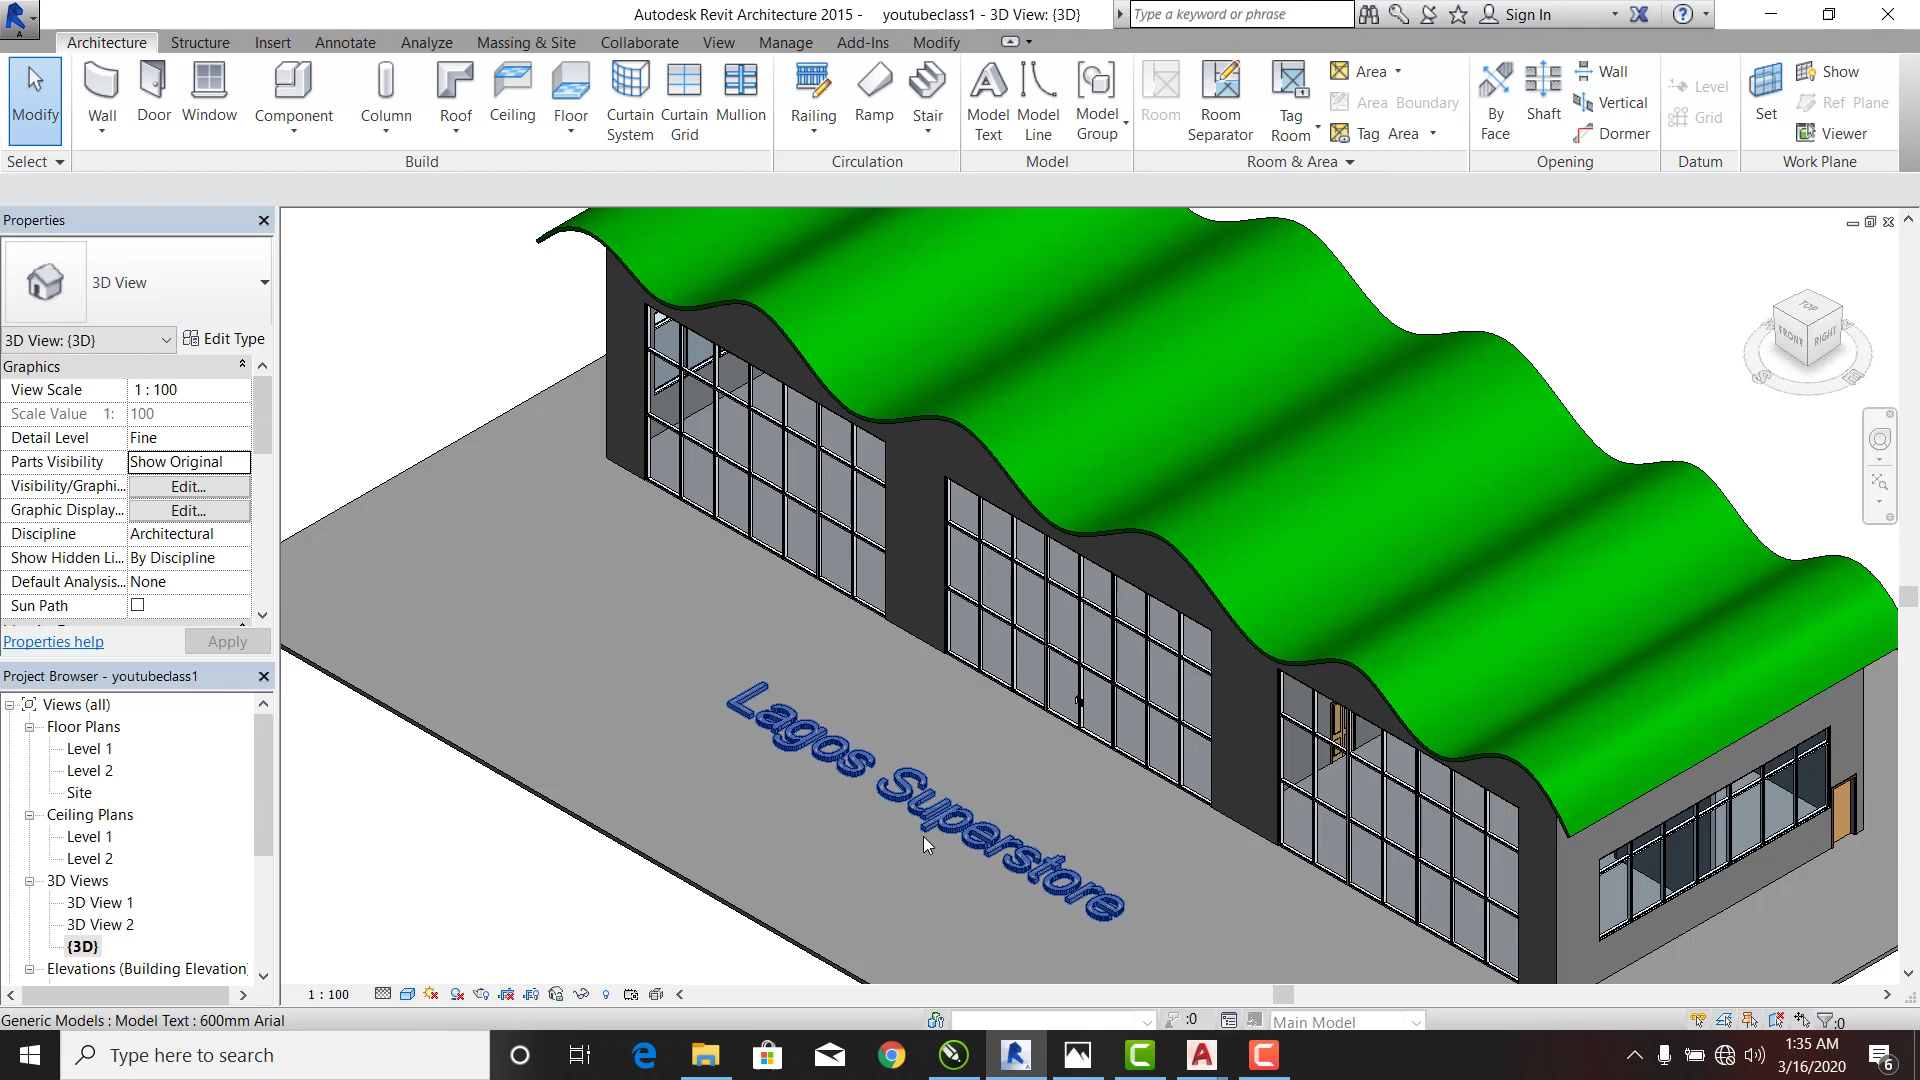 Autodesk Revit Architecture 2015 - youtubeclass1 - 3D View: {3D}
Type a keyword or phrase
Sign In
Architecture Structure Insert Annotate Analyze Massing & Site Collaborate View Manage Add-Ins Modify
Modify
Wall
Door
Window
Component
Column
Roof
Ceiling
Floor
Curtain System
Curtain Grid
Mullion
Railing
Ramp
Stair
Model Text
Model Line
Model Group
Room
Room Separator
Tag Room
Area
Area Boundary
Tag Area
By Face
Shaft
Wall
Vertical
Dormer
Level
Grid
Set
Show
Ref Plane
Viewer
Select
Build
Circulation
Model
Room & Area
Opening
Datum
Work Plane
Properties
3D View
3D View: {3D}
Edit Type
Graphics
View Scale 1 : 100
Scale Value 1: 100
Detail Level Fine
Parts Visibility Show Original
Visibility/Graphi... Edit...
Graphic Display... Edit...
Discipline Architectural
Show Hidden Li... By Discipline
Default Analysis... None
Sun Path
Properties help
Apply
Project Browser - youtubeclass1
Views (all)
Floor Plans
Level 1
Level 2
Site
Ceiling Plans
Level 1
Level 2
3D Views
3D View 1
3D View 2
{3D}
Elevations (Building Elevation)
TOP
FRONT
RIGHT
S
E
Lagos Superstore
1 : 100
Generic Models : Model Text : 600mm Arial
:0
Main Model
:0
Type here to search
1:35 AM
3/16/2020
6